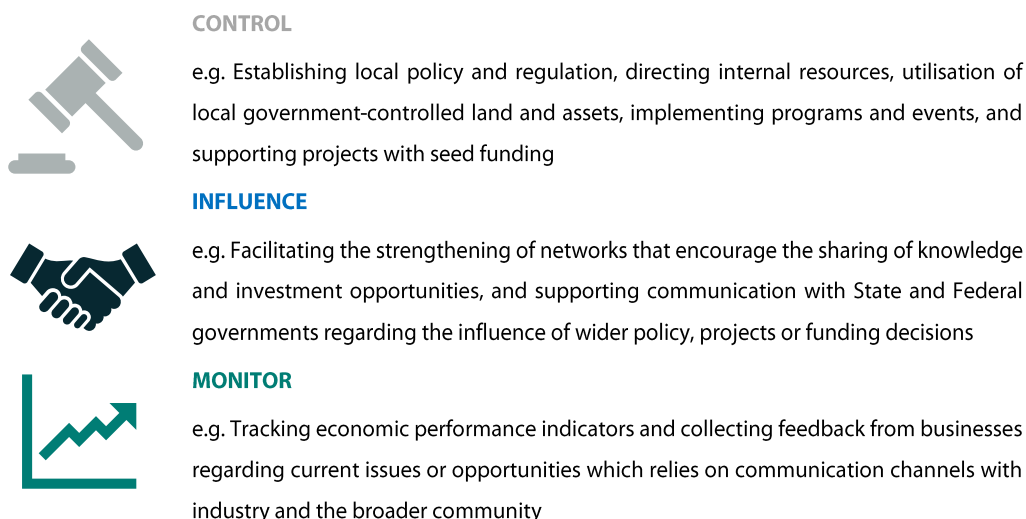 CONTROL
e.g. Establishing local policy and regulation, directing internal resources, utilisation of
local government-controlled land and assets, implementing programs and events, and
supporting projects with seed funding
INFLUENCE
e.g. Facilitating the strengthening of networks that encourage the sharing of knowledge
and investment opportunities, and supporting communication with State and Federal
governments regarding the influence of wider policy, projects or funding decisions
MONITOR
e.g. Tracking economic performance indicators and collecting feedback from businesses
regarding current issues or opportunities which relies on communication channels with
industry and the broader community